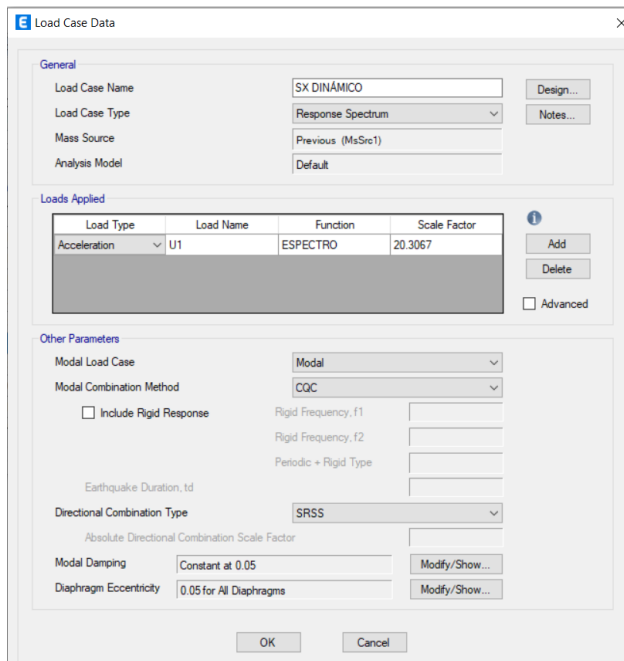 E Load Case Data
General
Load Case Name SX DINÁMICO Design...
Load Case Type Response Spectrum Notes...
Mass Source Previous (MsSrc1)
Analysis Model Default
Loads Applied
Load Type Load Name Function Scale Factor
Acceleration U1 ESPECTRO 20.3067 Add
Delete
Advanced
Other Parameters
Modal Load Case Modal
Modal Combination Method CQC
Include Rigid Response Rigid Frequency, f1
Rigid Frequency, f2
Periodic + Rigid Type
Earthquake Duration, td
Directional Combination Type SRSS
Absolute Directional Combination Scale Factor
Modal Damping Constant at 0.05 Modify/Show...
Diaphragm Eccentricity 0.05 for All Diaphragms Modify/Show...
OK Cancel